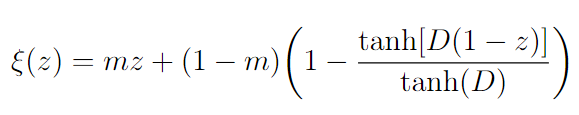 ξ(z) = mz + (1 − m)(1 − tanh[D(1 − z)] / tanh(D))